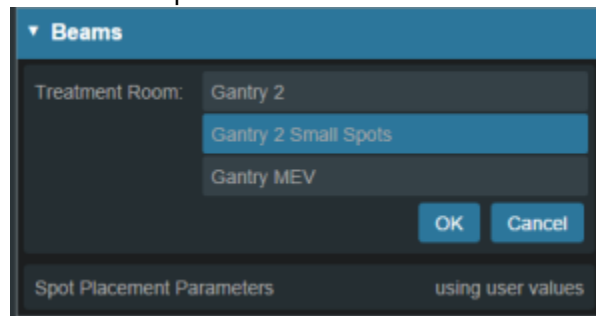 Beams
Treatment Room: Gantry 2
Gantry 2 Small Spots
Gantry MEV
OK Cancel
Spot Placement Parameters using user values